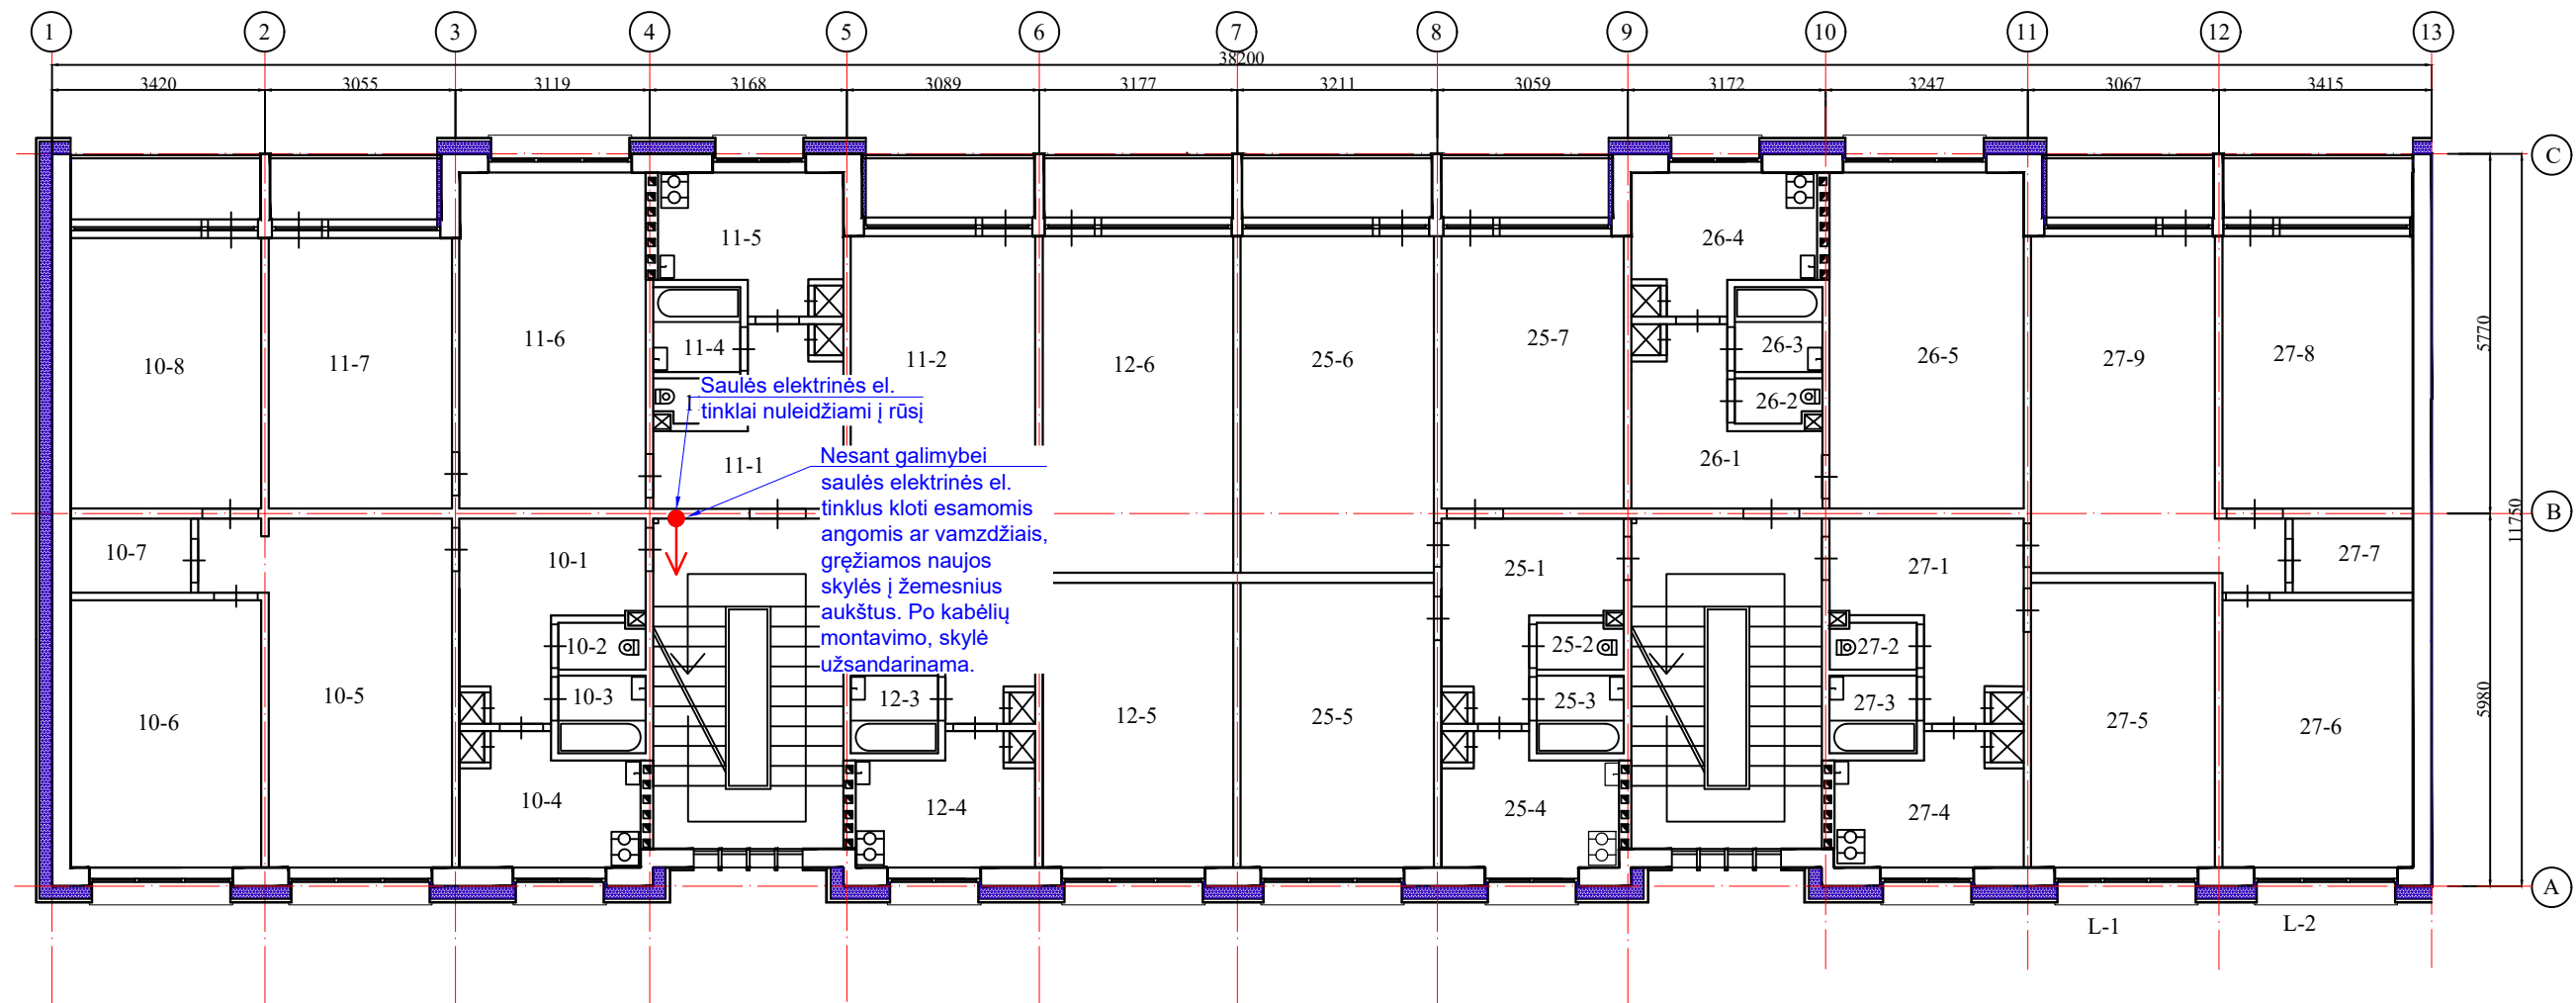 1 2 3 4 5 6 7 8 9 10 11 12 13
38200
3420 3055 3119 3168 3089 3177 3211 3059 3172 3247 3067 3415
C
11-5
26-4
10-8
11-7
11-6
11-4
11-2
12-6
25-6
25-7
26-3
26-5
27-9
27-8
5770
Saulės elektrinės el.
tinklai nuleidžiami į rūsį
26-2
11-1
26-1
Nesant galimybei
saulės elektrinės el.
tinklus kloti esamomis
angomis ar vamzdžiais,
gręžiamos naujos
skylės į žemesnius
aukštus. Po kabėlių
montavimo, skylė
užsandarinama.
B
11750
10-7
10-1
25-1
27-1
27-7
10-2
25-2
27-2
10-6
10-5
10-3
12-3
12-5
25-5
25-3
27-3
27-5
27-6
5980
10-4
12-4
25-4
27-4
A
L-1
L-2